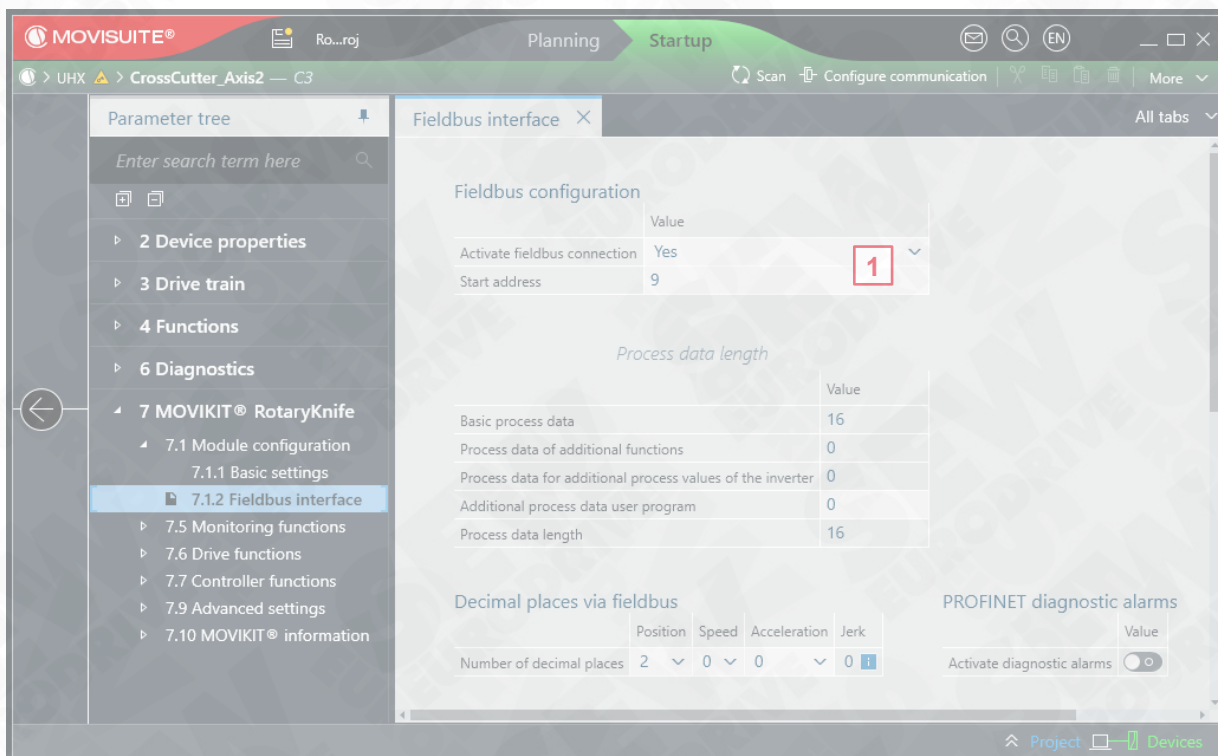 MOVISUITE®
Ro...roj
Planning
Startup
EN
UHX > CrossCutter_Axis2 — C3
Scan
Configure communication
More
Parameter tree
Fieldbus interface
All tabs
Enter search term here
2 Device properties
3 Drive train
4 Functions
6 Diagnostics
7 MOVIKIT® RotaryKnife
7.1 Module configuration
7.1.1 Basic settings
7.1.2 Fieldbus interface
7.5 Monitoring functions
7.6 Drive functions
7.7 Controller functions
7.9 Advanced settings
7.10 MOVIKIT® information
Fieldbus configuration
Value
Activate fieldbus connection Yes
1
Start address 9
Process data length
Value
Basic process data 16
Process data of additional functions 0
Process data for additional process values of the inverter 0
Additional process data user program 0
Process data length 16
Decimal places via fieldbus
Position Speed Acceleration Jerk
Number of decimal places 2 0 0 0 i
PROFINET diagnostic alarms
Value
Activate diagnostic alarms
Project
Devices
SEW
EURODRIVE